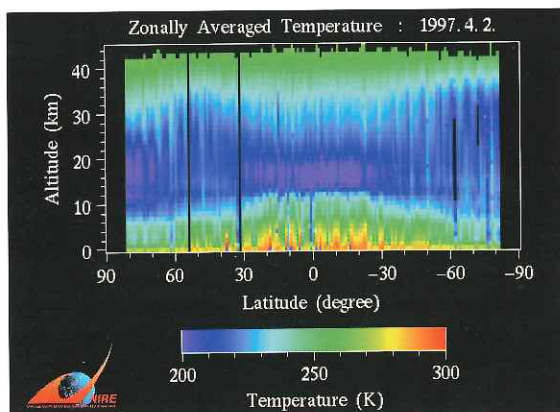 Zonally Averaged Temperature : 1997.4.2.
Altitude (km)
40
30
20
10
0
90 60 30 0 -30 -60 -90
Latitude (degree)
200 250 300
Temperature (K)
NIRE